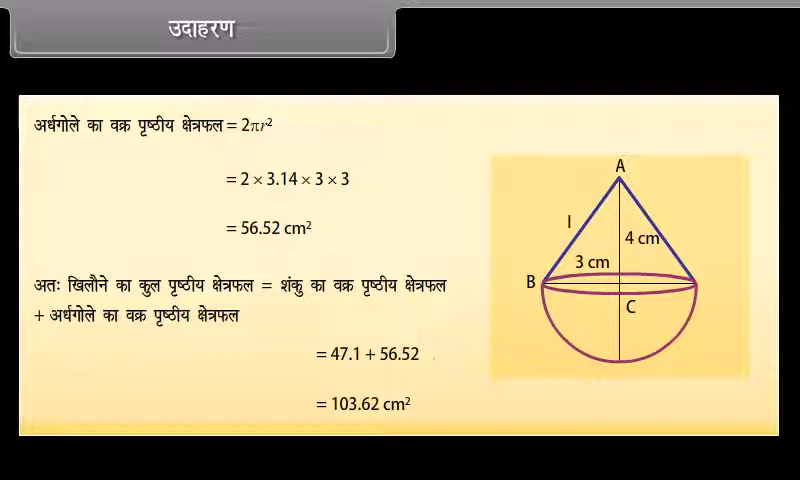 उदाहरण
अर्धगोले का वक्र पृष्ठीय क्षेत्रफल = 2πr²
= 2 × 3.14 × 3 × 3
= 56.52 cm²
अतः खिलौने का कुल पृष्ठीय क्षेत्रफल = शंकु का वक्र पृष्ठीय क्षेत्रफल
+ अर्धगोले का वक्र पृष्ठीय क्षेत्रफल
= 47.1 + 56.52
= 103.62 cm²
A
l
4 cm
3 cm
B
C